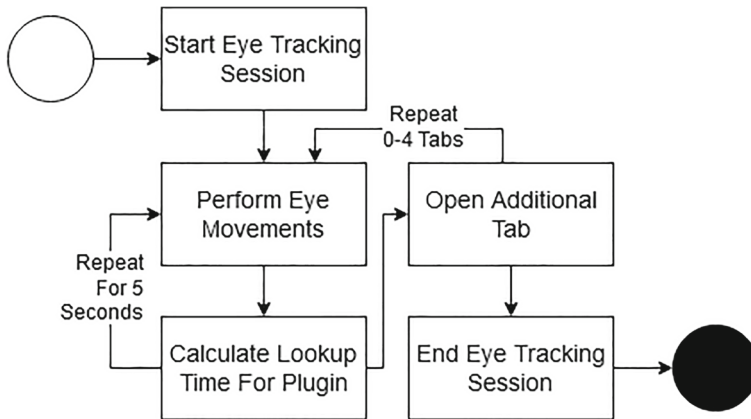 Start Eye Tracking
Session
Repeat
0-4 Tabs
Perform Eye
Movements
Open Additional
Tab
Repeat
For 5
Seconds
Calculate Lookup
Time For Plugin
End Eye Tracking
Session